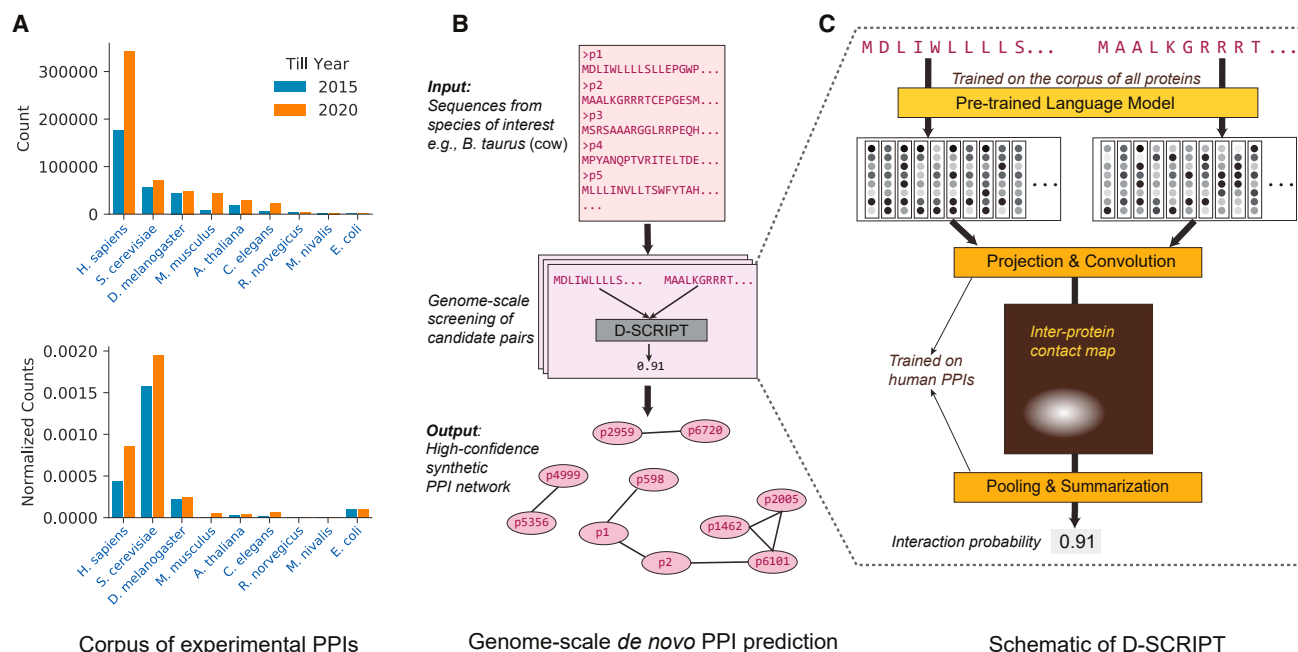 A
Till Year
2015
2020
Count
300000
200000
100000
0
H. sapiens
S. cerevisiae
D. melanogaster
M. musculus
A. thaliana
C. elegans
R. norvegicus
M. nivalis
E. coli
Normalized Counts
0.0020
0.0015
0.0010
0.0005
0.0000
H. sapiens
S. cerevisiae
D. melanogaster
M. musculus
A. thaliana
C. elegans
R. norvegicus
M. nivalis
E. coli
Corpus of experimental PPIs
B
Input:
Sequences from
species of interest
e.g., B. taurus (cow)
>p1
MDLIWLLLLSLLEPGWP...
>p2
MAALKGRRRTCEPGESM...
>p3
MSRSAAARGGLRRPEQH...
>p4
MPYANQPTVRITELTDE...
>p5
MLLLINVLLTSWFYTAH...
...
Genome-scale
screening of
candidate pairs
MDLIWLLLLS... MAALKGRRRT...
D-SCRIPT
0.91
Output:
High-confidence
synthetic
PPI network
p2959
p6720
p4999
p598
p5356
p2005
p1462
p1
p2
p6101
Genome-scale de novo PPI prediction
C
M D L I W L L L L S... M A A L K G R R R T ...
Trained on the corpus of all proteins
Pre-trained Language Model
... ...
Projection & Convolution
Inter-protein
contact map
Trained on
human PPIs
Pooling & Summarization
Interaction probability 0.91
Schematic of D-SCRIPT